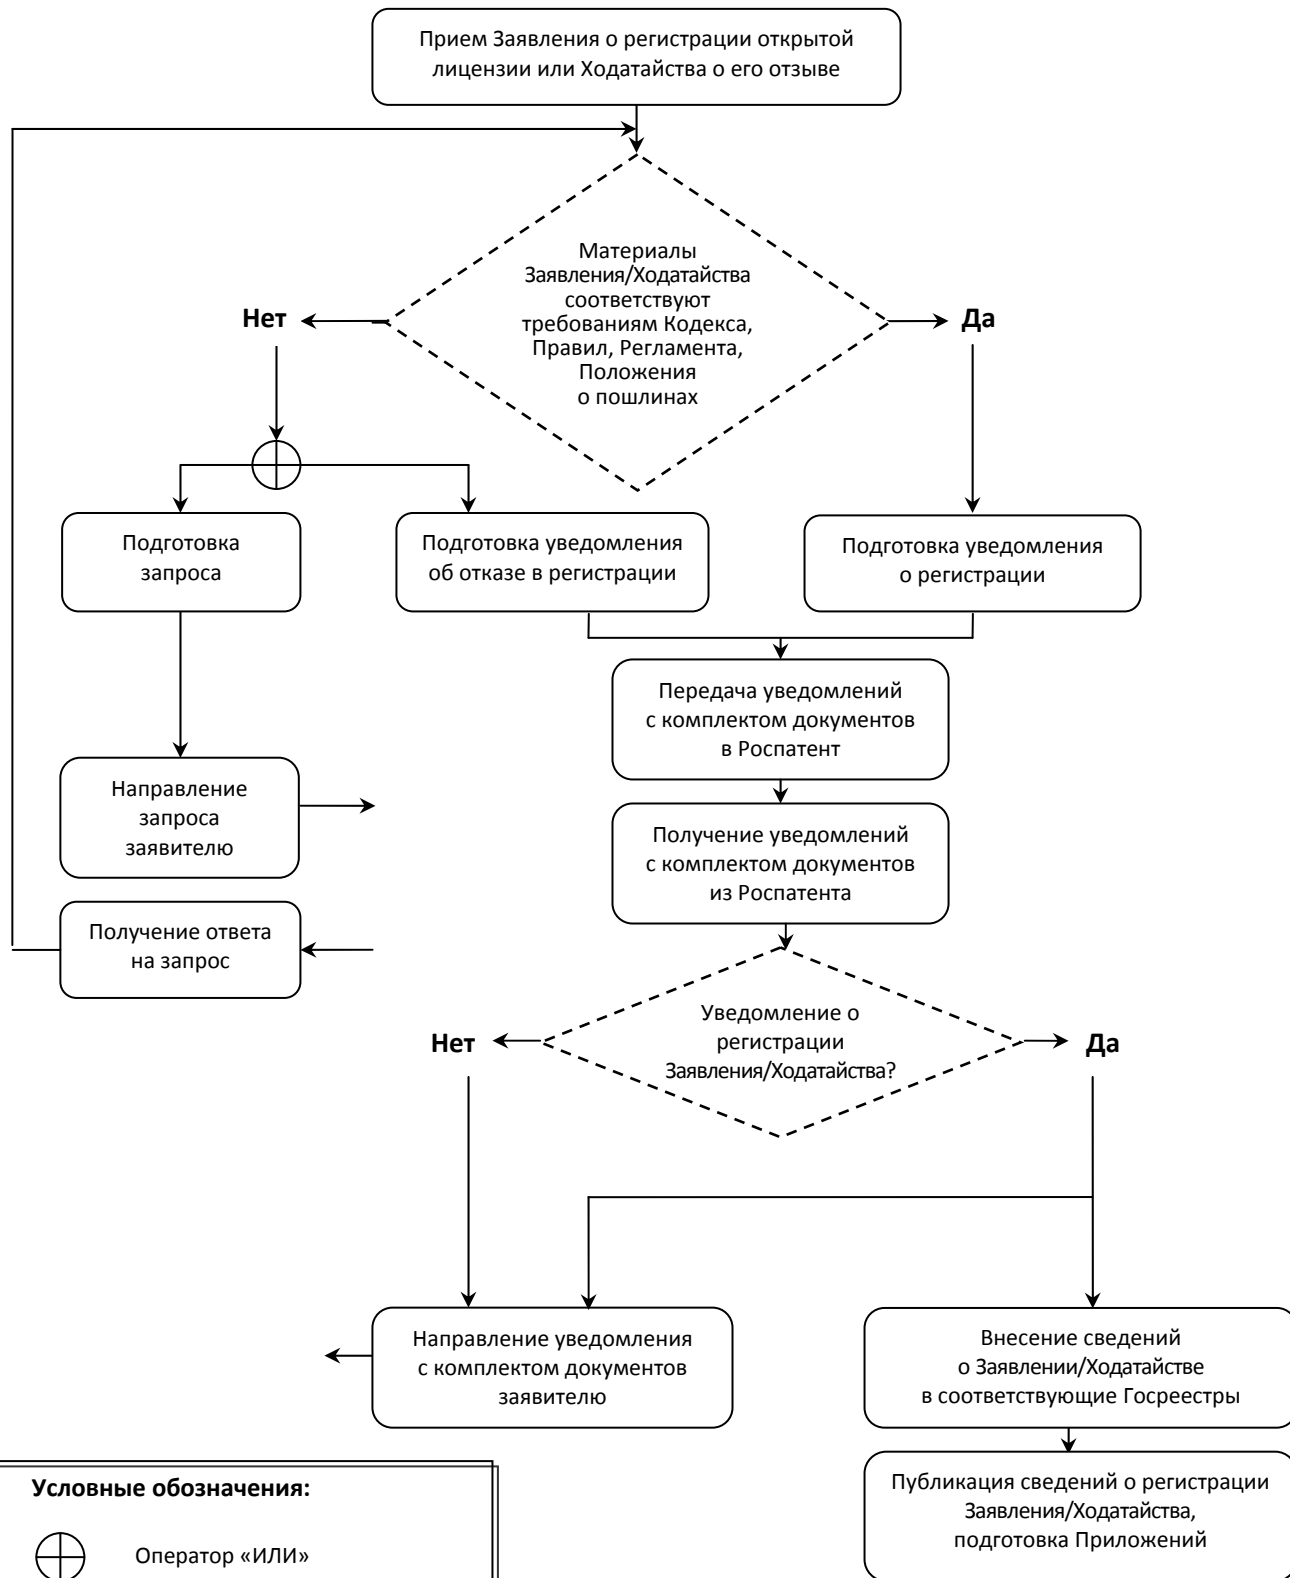 Прием Заявления о регистрации открытой
лицензии или Ходатайства о его отзыве
Материалы
Заявления/Ходатайства
соответствуют
требованиям Кодекса,
Правил, Регламента,
Положения
о пошлинах
Нет
Да
Подготовка
запроса
Подготовка уведомления
об отказе в регистрации
Подготовка уведомления
о регистрации
Передача уведомлений
с комплектом документов
в Роспатент
Направление
запроса
заявителю
Получение уведомлений
с комплектом документов
из Роспатента
Получение ответа
на запрос
Уведомление о
регистрации
Заявления/Ходатайства?
Нет
Да
Направление уведомления
с комплектом документов
заявителю
Внесение сведений
о Заявлении/Ходатайстве
в соответствующие Госреестры
Публикация сведений о регистрации
Заявления/Ходатайства,
подготовка Приложений
Условные обозначения:
Оператор «ИЛИ»